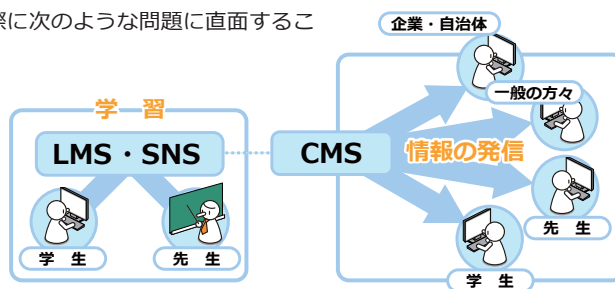 際に次のような問題に直面するこ
企業・自治体
一般の方々
学 習
LMS・SNS
CMS
情報の発信
先 生
学 生
先 生
学 生